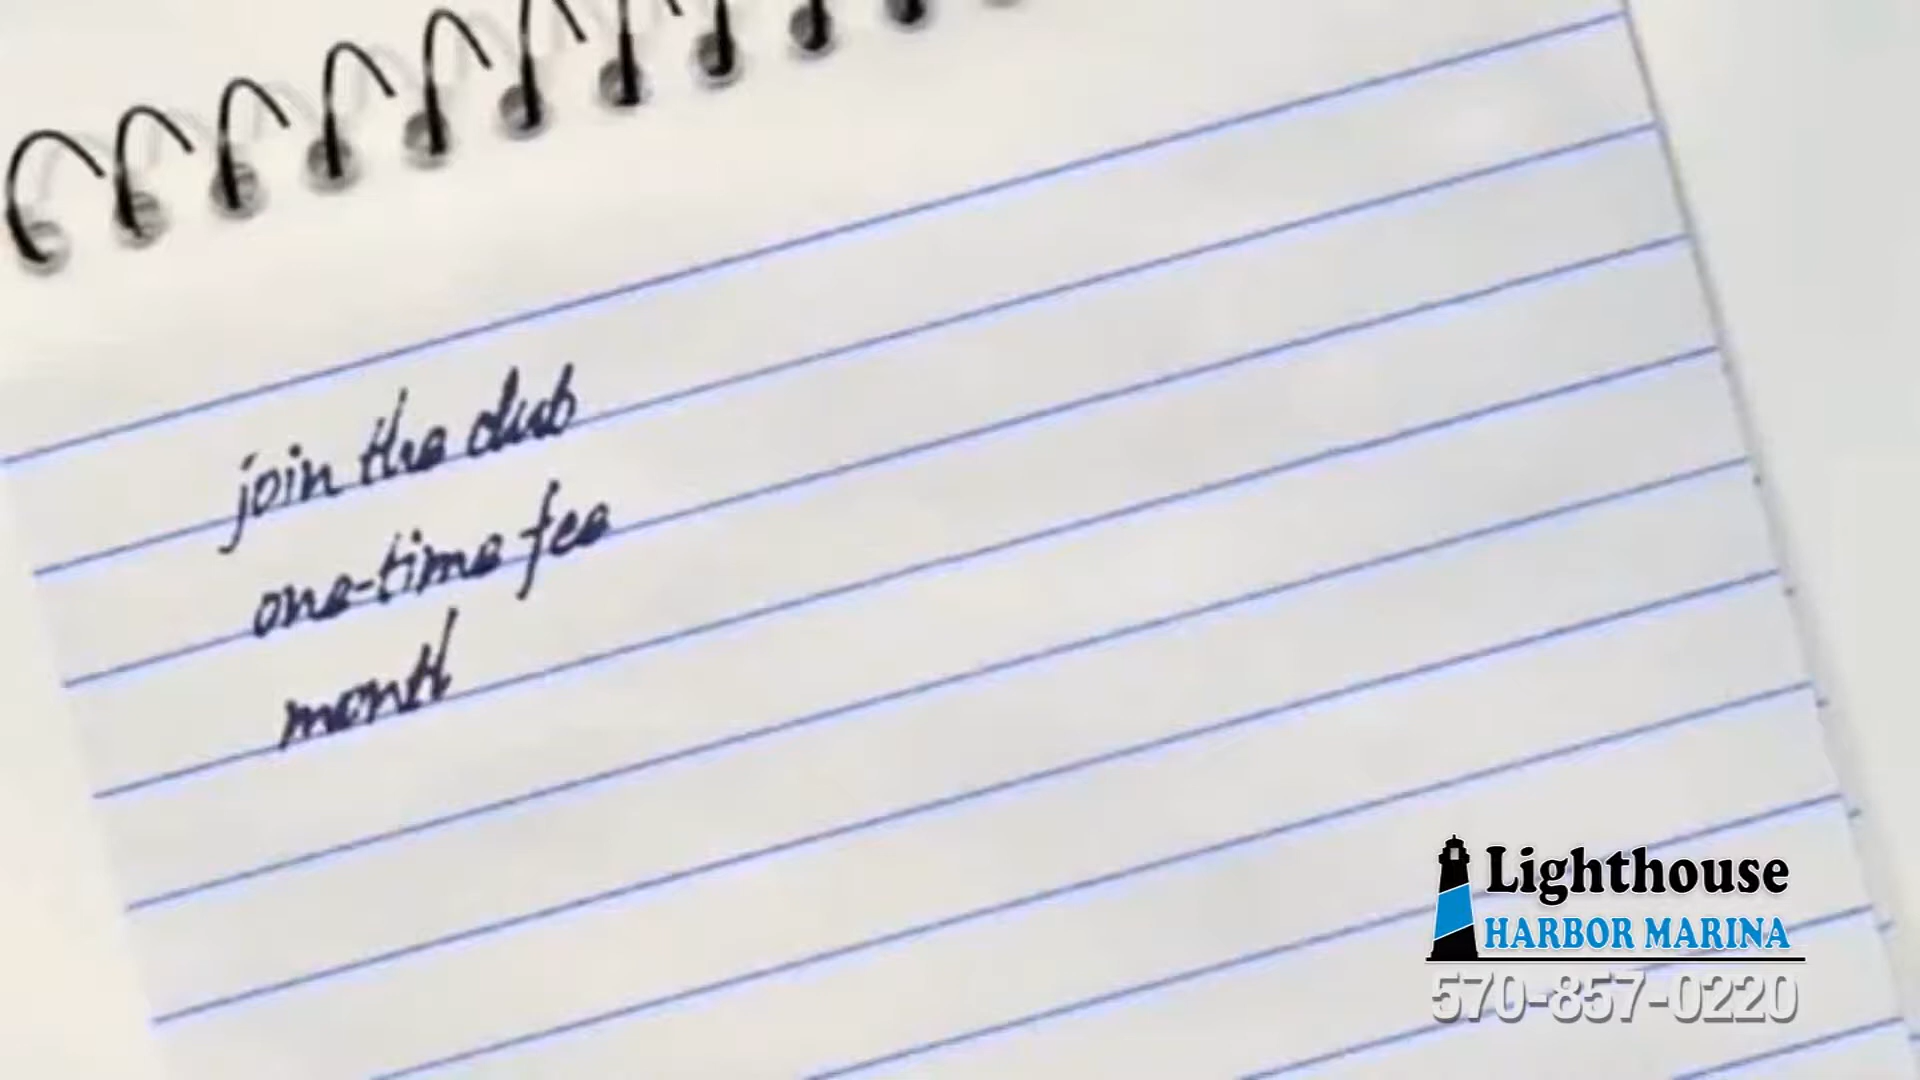 join the club
one-time fee
month
Lighthouse
HARBOR MARINA
570-857-0220